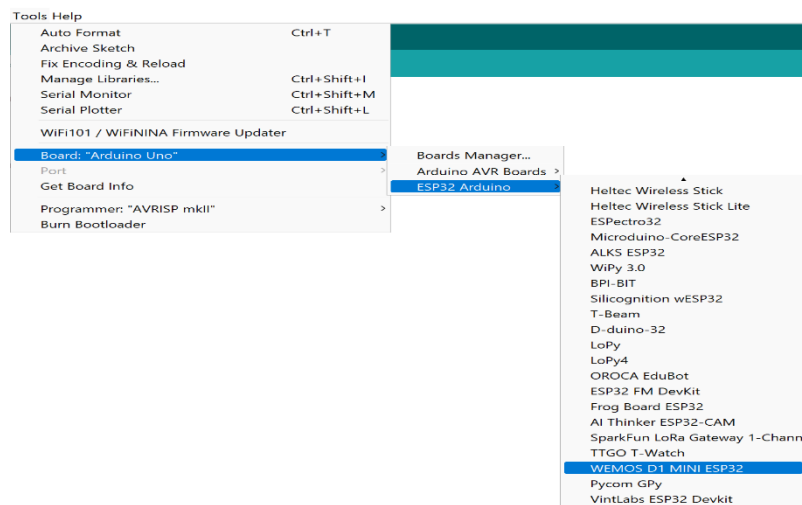 Tools Help
Auto Format Ctrl+T
Archive Sketch
Fix Encoding & Reload
Manage Libraries... Ctrl+Shift+I
Serial Monitor Ctrl+Shift+M
Serial Plotter Ctrl+Shift+L
WiFi101 / WiFiNINA Firmware Updater
Board: "Arduino Uno"
Port
Get Board Info
Programmer: "AVRISP mkII"
Burn Bootloader
Boards Manager...
Arduino AVR Boards
ESP32 Arduino
Heltec Wireless Stick
Heltec Wireless Stick Lite
ESPectro32
Microduino-CoreESP32
ALKS ESP32
WiPy 3.0
BPI-BIT
Silicognition wESP32
T-Beam
D-duino-32
LoPy
LoPy4
OROCA EduBot
ESP32 FM DevKit
Frog Board ESP32
AI Thinker ESP32-CAM
SparkFun LoRa Gateway 1-Chann
TTGO T-Watch
WEMOS D1 MINI ESP32
Pycom GPy
VintLabs ESP32 Devkit